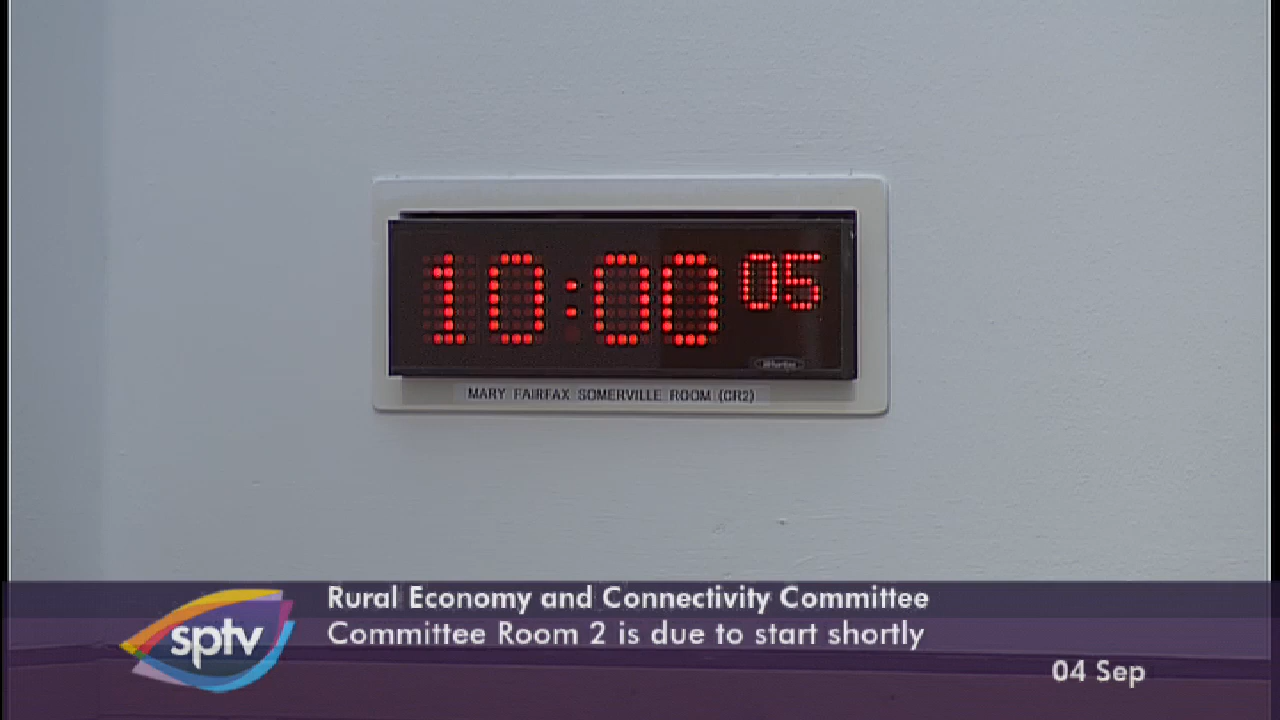 10:00 05
MARY FAIRFAX SOMERVILLE ROOM (CR2)
Rural Economy and Connectivity Committee
sptv
Committee Room 2 is due to start shortly
04 Sep